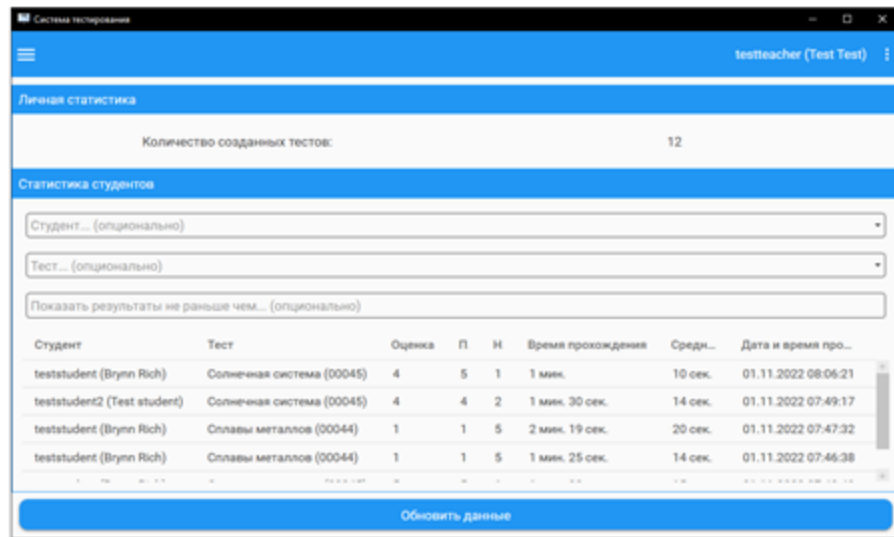 Система тестирования
testteacher (Test Test)
Личная статистика
Количество созданных тестов: 12
Статистика студентов
Студент... (опционально)
Тест... (опционально)
Показать результаты не раньше чем... (опционально)
Студент Тест Оценка П Н Время прохождения Средн... Дата и время про...
teststudent (Brynn Rich) Солнечная система (00045) 4 5 1 1 мин. 10 сек. 01.11.2022 08:06:21
teststudent2 (Test student) Солнечная система (00045) 4 4 2 1 мин. 30 сек. 14 сек. 01.11.2022 07:49:17
teststudent (Brynn Rich) Сплавы металлов (00044) 1 1 5 2 мин. 19 сек. 20 сек. 01.11.2022 07:47:32
teststudent (Brynn Rich) Сплавы металлов (00044) 1 1 5 1 мин. 25 сек. 14 сек. 01.11.2022 07:46:38
Обновить данные